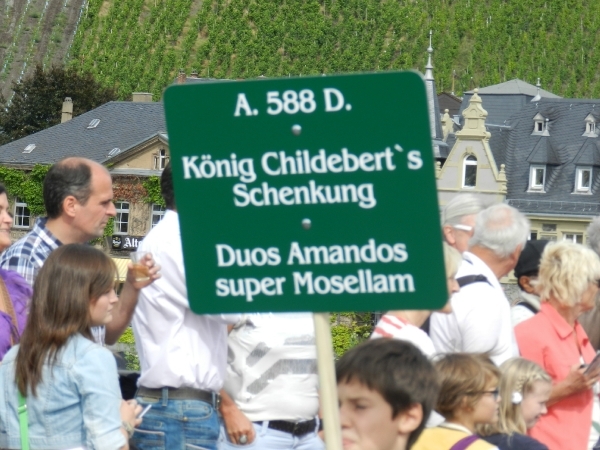 A. 588 D.
König Childebert`s
Schenkung
Duos Amandos
super Mosellam